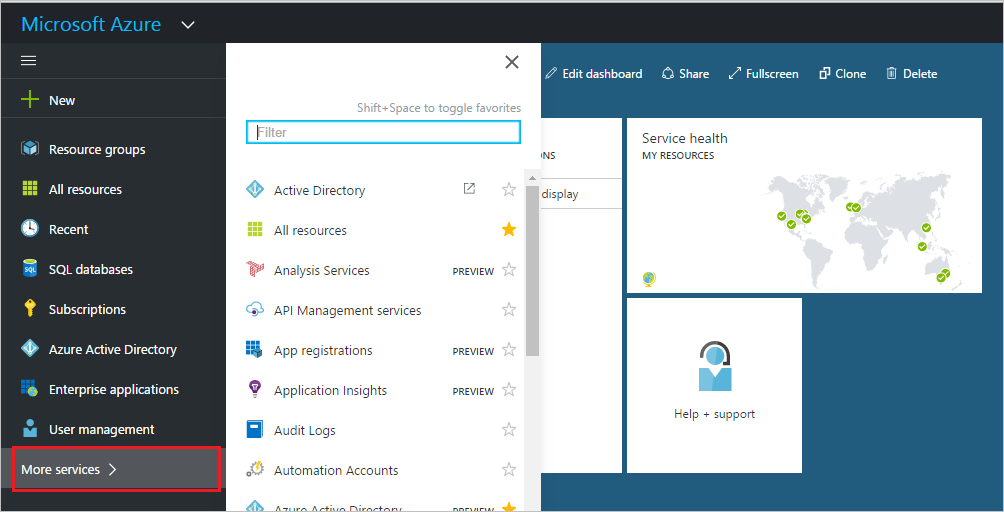 Microsoft Azure
New
Resource groups
All resources
Recent
SQL
SQL databases
Subscriptions
Azure Active Directory
Enterprise applications
User management
More services
Shift+Space to toggle favorites
Filter
Active Directory
All resources
Analysis Services PREVIEW
API Management services
App registrations PREVIEW
Application Insights PREVIEW
Audit Logs
Automation Accounts
Azure Active Directory PREVIEW
Edit dashboard Share Fullscreen Clone Delete
ONS
display
Service health
MY RESOURCES
Help + support